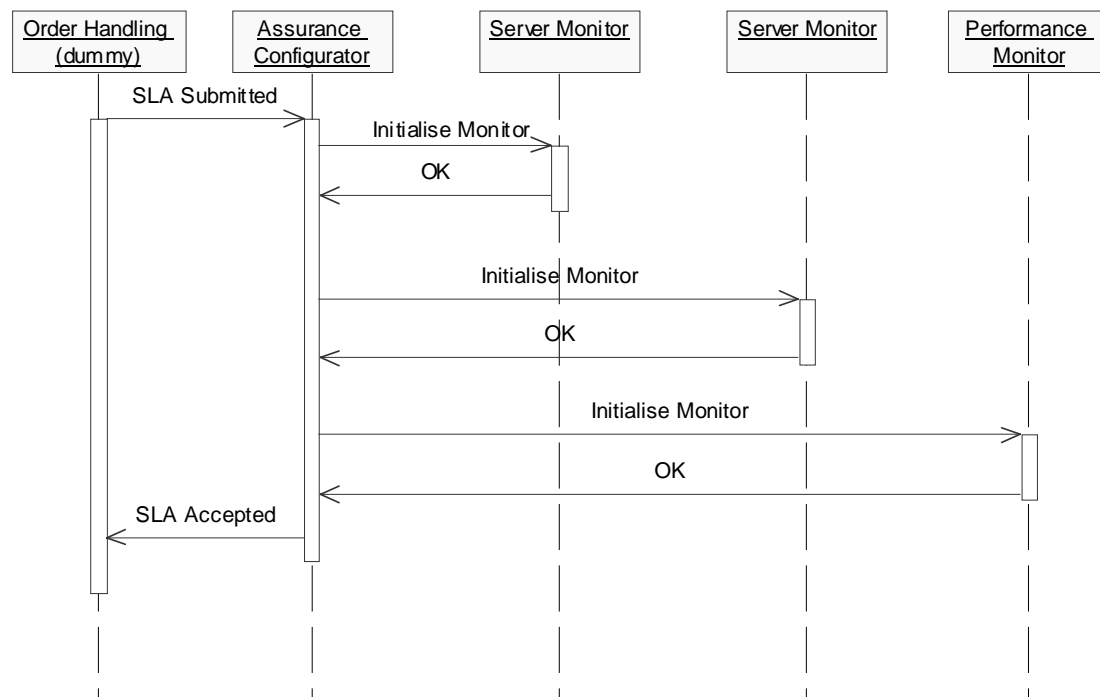 Order Handling
(dummy)
Assurance
Configurator
Server Monitor
Server Monitor
Performance
Monitor
SLA Submitted
Initialise Monitor
OK
Initialise Monitor
OK
Initialise Monitor
OK
SLA Accepted